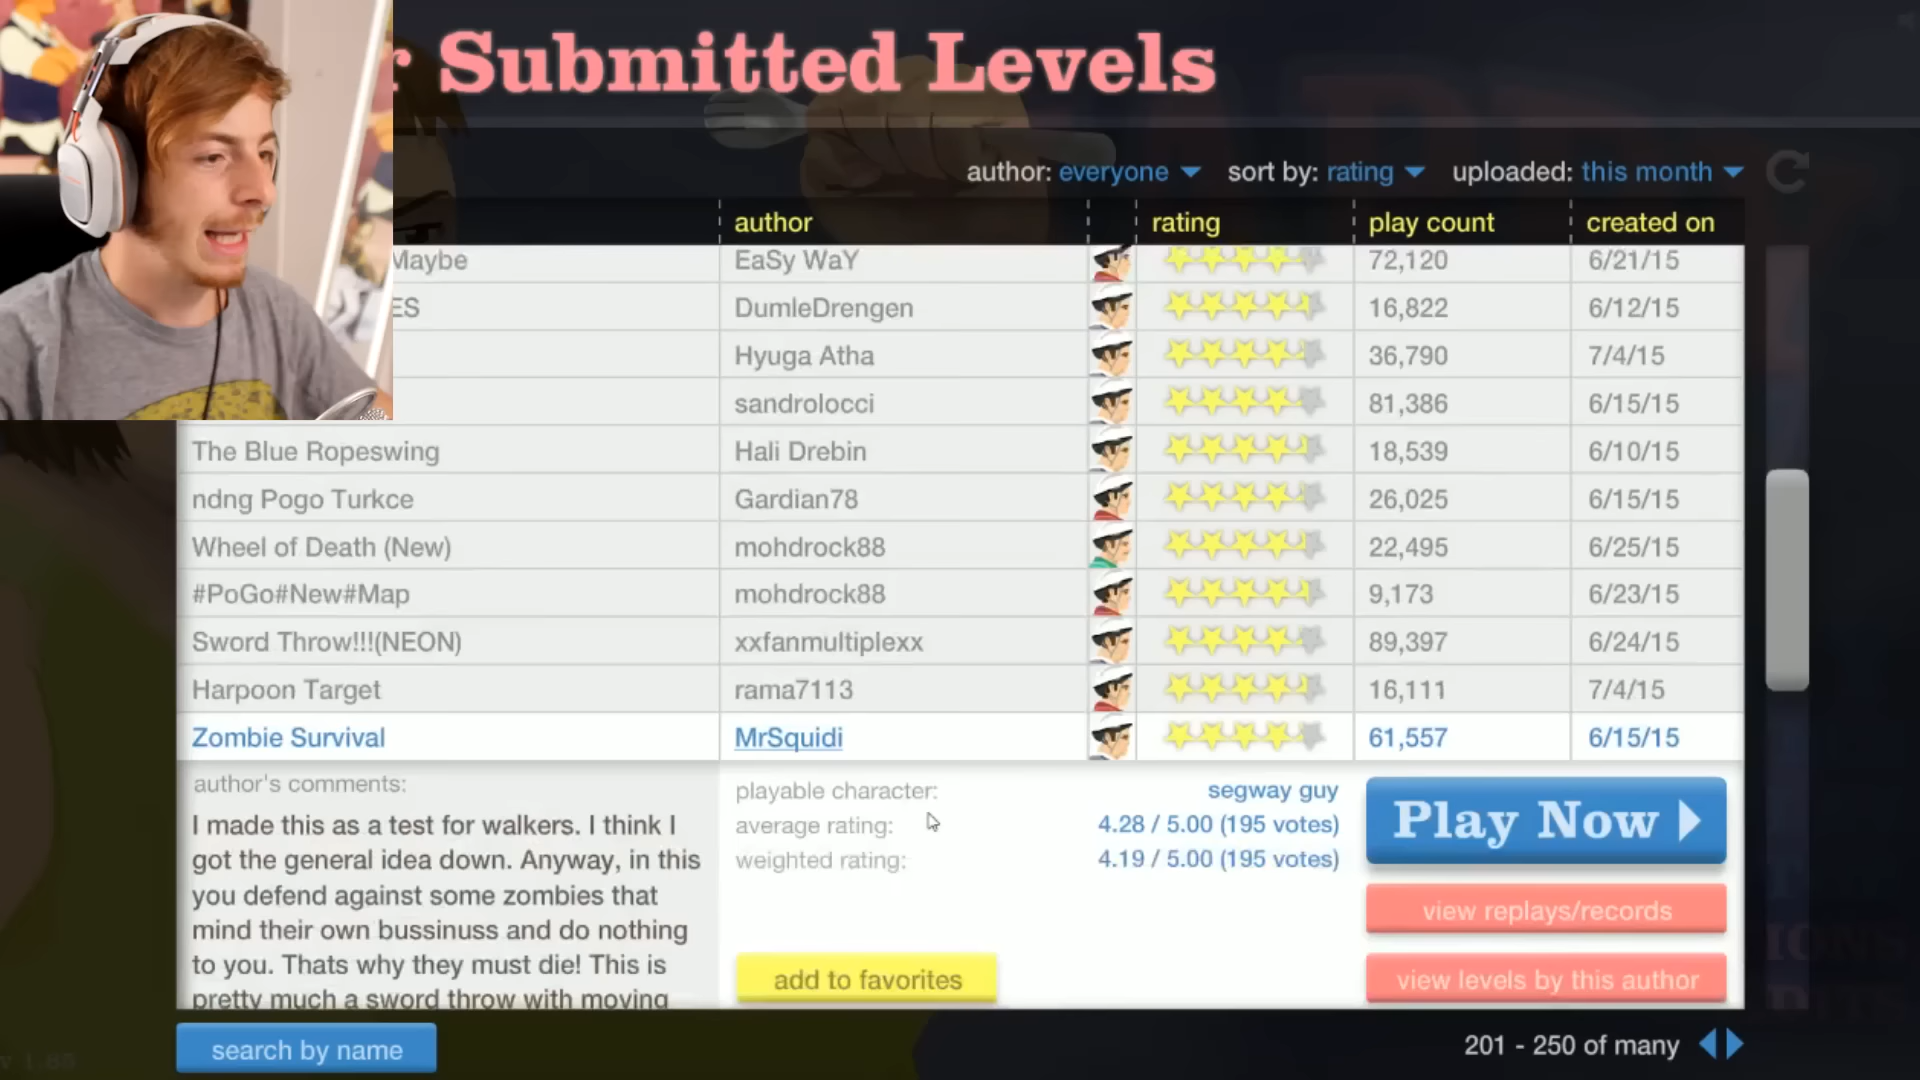 r Submitted Levels
author: everyone sort by: rating uploaded: this month
author rating play count created on
Maybe EaSy WaY 72,120 6/21/15
ES DumleDrengen 16,822 6/12/15
Hyuga Atha 36,790 7/4/15
sandrolocci 81,386 6/15/15
The Blue Ropeswing Hali Drebin 18,539 6/10/15
ndng Pogo Turkce Gardian78 26,025 6/15/15
Wheel of Death (New) mohdrock88 22,495 6/25/15
#PoGo#New#Map mohdrock88 9,173 6/23/15
Sword Throw!!!(NEON) xxfanmultiplexx 89,397 6/24/15
Harpoon Target rama7113 16,111 7/4/15
Zombie Survival MrSquidi 61,557 6/15/15
author's comments:
I made this as a test for walkers. I think I
got the general idea down. Anyway, in this
you defend against some zombies that
mind their own bussinuss and do nothing
to you. Thats why they must die! This is
pretty much a sword throw with moving
playable character: segway guy
average rating: 4.28 / 5.00 (195 votes)
weighted rating: 4.19 / 5.00 (195 votes)
add to favorites
Play Now
view replays/records
view levels by this author
search by name
201 - 250 of many